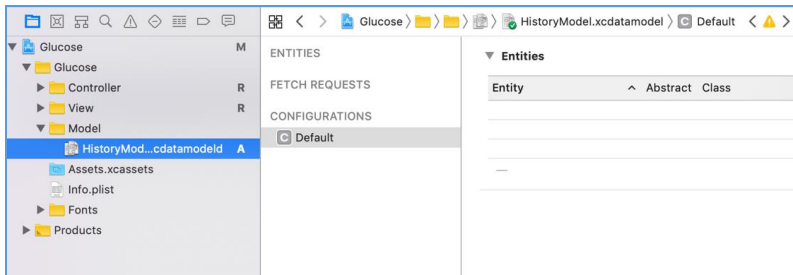 Glucose HistoryModel.xcdatamodel C Default
Glucose M
Glucose
Controller R
View R
Model
HistoryMod...cdatamodeld A
Assets.xcassets
Info.plist
Fonts
Products
ENTITIES
FETCH REQUESTS
CONFIGURATIONS
C Default
Entities
Entity Abstract Class